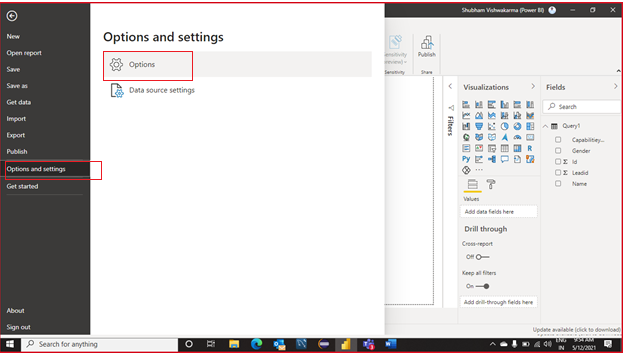 Shubham Vishwakarma (Power BI)
New
Open report
Save
Save as
Get data
Import
Export
Publish
Options and settings
Get started
About
Sign out
Options and settings
Options
Data source settings
Sensitivity
(preview)
Sensitivity
Publish
Share
Filters
Visualizations
R
Py
Values
Add data fields here
Drill through
Cross-report
Off
Keep all filters
On
Add drill-through fields here
Fields
Search
Query1
Capabilitiey...
Gender
Σ Id
Σ Leadid
Name
Update available (click to download)
Search for anything
ENG
IN
9:54 AM
5/12/2021